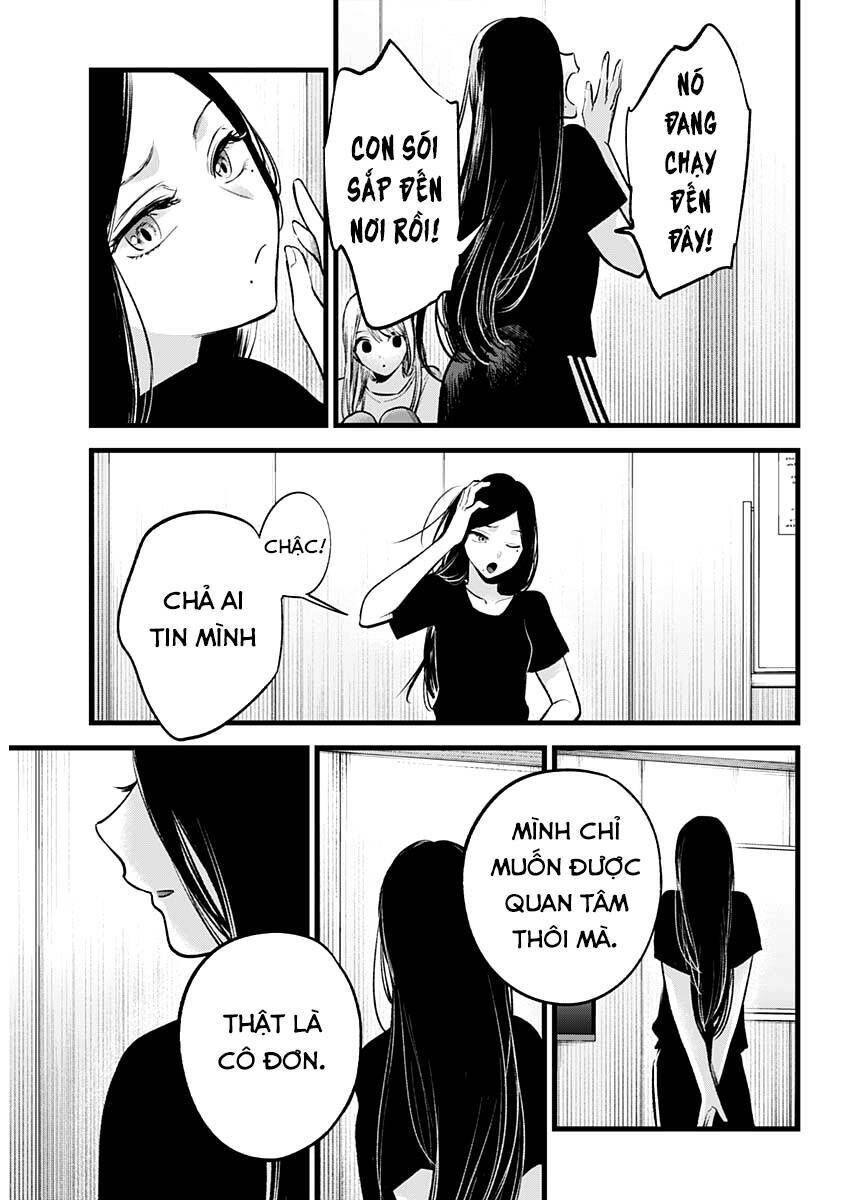 NÓ
ĐANG
CHẠY
ĐẾN
ĐÂY!
CON SÓI
SẮP ĐẾN
NƠI RỒI!
CHẬC!
CHẢ AI
TIN MÌNH
MÌNH CHỈ
MUỐN ĐƯỢC
QUAN TÂM
THÔI MÀ.
THẬT LÀ
CÔ ĐƠN.